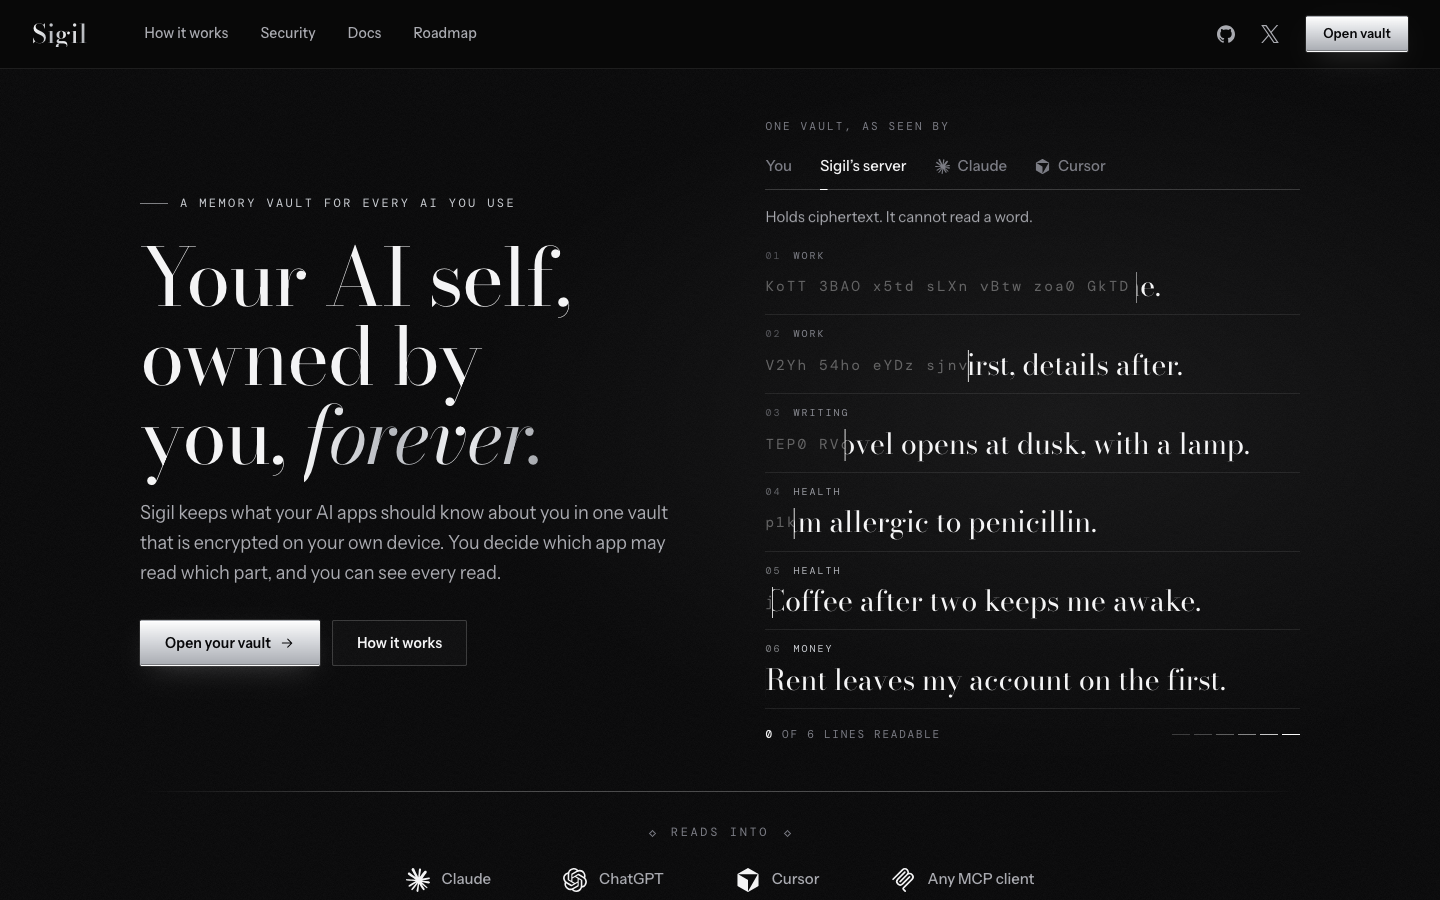 Sigil
How it works
Security
Docs
Roadmap
Open vault
A MEMORY VAULT FOR EVERY AI YOU USE
Your AI self,
owned by
you, forever.
Sigil keeps what your AI apps should know about you in one vault
that is encrypted on your own device. You decide which app may
read which part, and you can see every read.
Open your vault →
How it works
ONE VAULT, AS SEEN BY
You
Sigil’s server
Claude
Cursor
Holds ciphertext. It cannot read a word.
01 WORK
KoTT 3BAO x5td sLXn vBtw zoa0 GkTD e.
02 WORK
V2Yh 54ho eYDz sjnv irst, details after.
03 WRITING
TEP0 RV ovel opens at dusk, with a lamp.
04 HEALTH
p1k m allergic to penicillin.
05 HEALTH
Coffee after two keeps me awake.
06 MONEY
Rent leaves my account on the first.
0 OF 6 LINES READABLE
READS INTO
Claude
ChatGPT
Cursor
Any MCP client